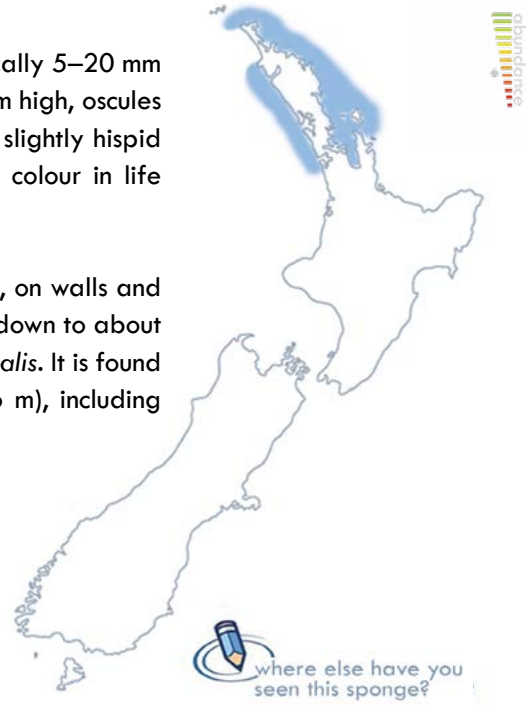 cally 5–20 mm
m high, oscules
slightly hispid
colour in life
, on walls and
down to about
alis. It is found
m), including
where else have you
seen this sponge?
abundance